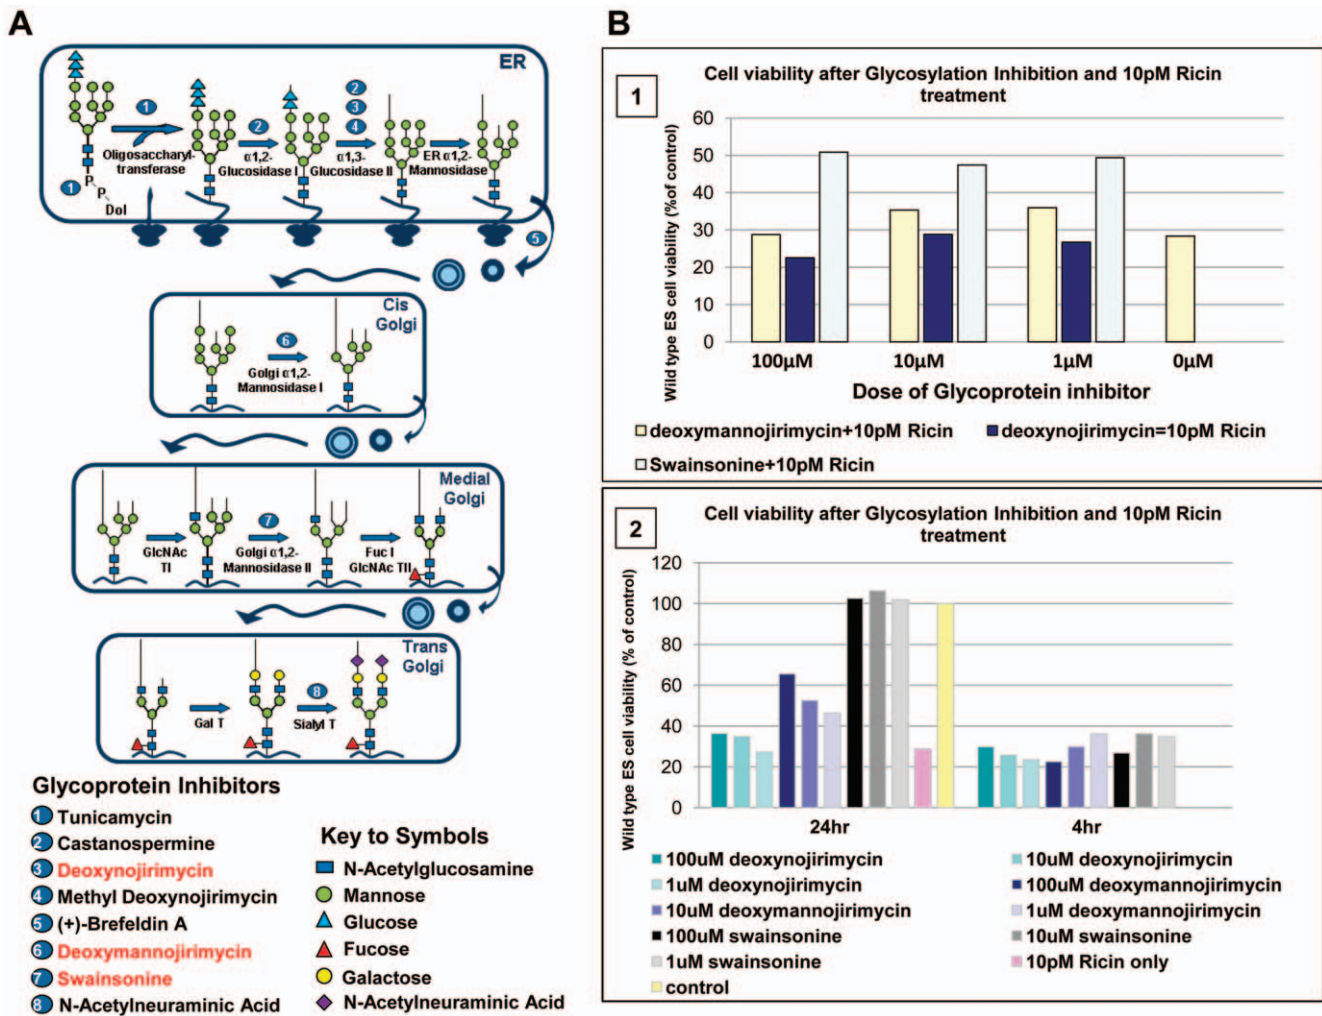 A
ER
1
2
2
3
4
Oligosaccharyl-
transferase
α1,2-
Glucosidase I
α1,3-
Glucosidase II
ER α1,2-
Mannosidase
1
P
P
Dol
5
Cis
Golgi
6
Golgi α1,2-
Mannosidase I
Medial
Golgi
7
GlcNAc
TI
Golgi α1,2-
Mannosidase II
Fuc I
GlcNAc TII
Trans
Golgi
8
Gal T
Sialyl T
Glycoprotein Inhibitors
1 Tunicamycin
2 Castanospermine
3 Deoxynojirimycin
4 Methyl Deoxynojirimycin
5 (+)-Brefeldin A
6 Deoxymannojirimycin
7 Swainsonine
8 N-Acetylneuraminic Acid
Key to Symbols
N-Acetylglucosamine
Mannose
Glucose
Fucose
Galactose
N-Acetylneuraminic Acid
B
1
Cell viability after Glycosylation Inhibition and 10pM Ricin
treatment
Wild type ES cell viability (% of control)
60
50
40
30
20
10
0
100µM 10µM 1µM 0µM
Dose of Glycoprotein inhibitor
deoxymannojirimycin+10pM Ricin deoxynojirimycin=10pM Ricin
Swainsonine+10pM Ricin
2
Cell viability after Glycosylation Inhibition and 10pM Ricin
treatment
Wild type ES cell viability (% of control)
120
100
80
60
40
20
0
24hr 4hr
100uM deoxynojirimycin 10uM deoxynojirimycin
1uM deoxynojirimycin 100uM deoxymannojirimycin
10uM deoxymannojirimycin 1uM deoxymannojirimycin
100uM swainsonine 10uM swainsonine
1uM swainsonine 10pM Ricin only
control